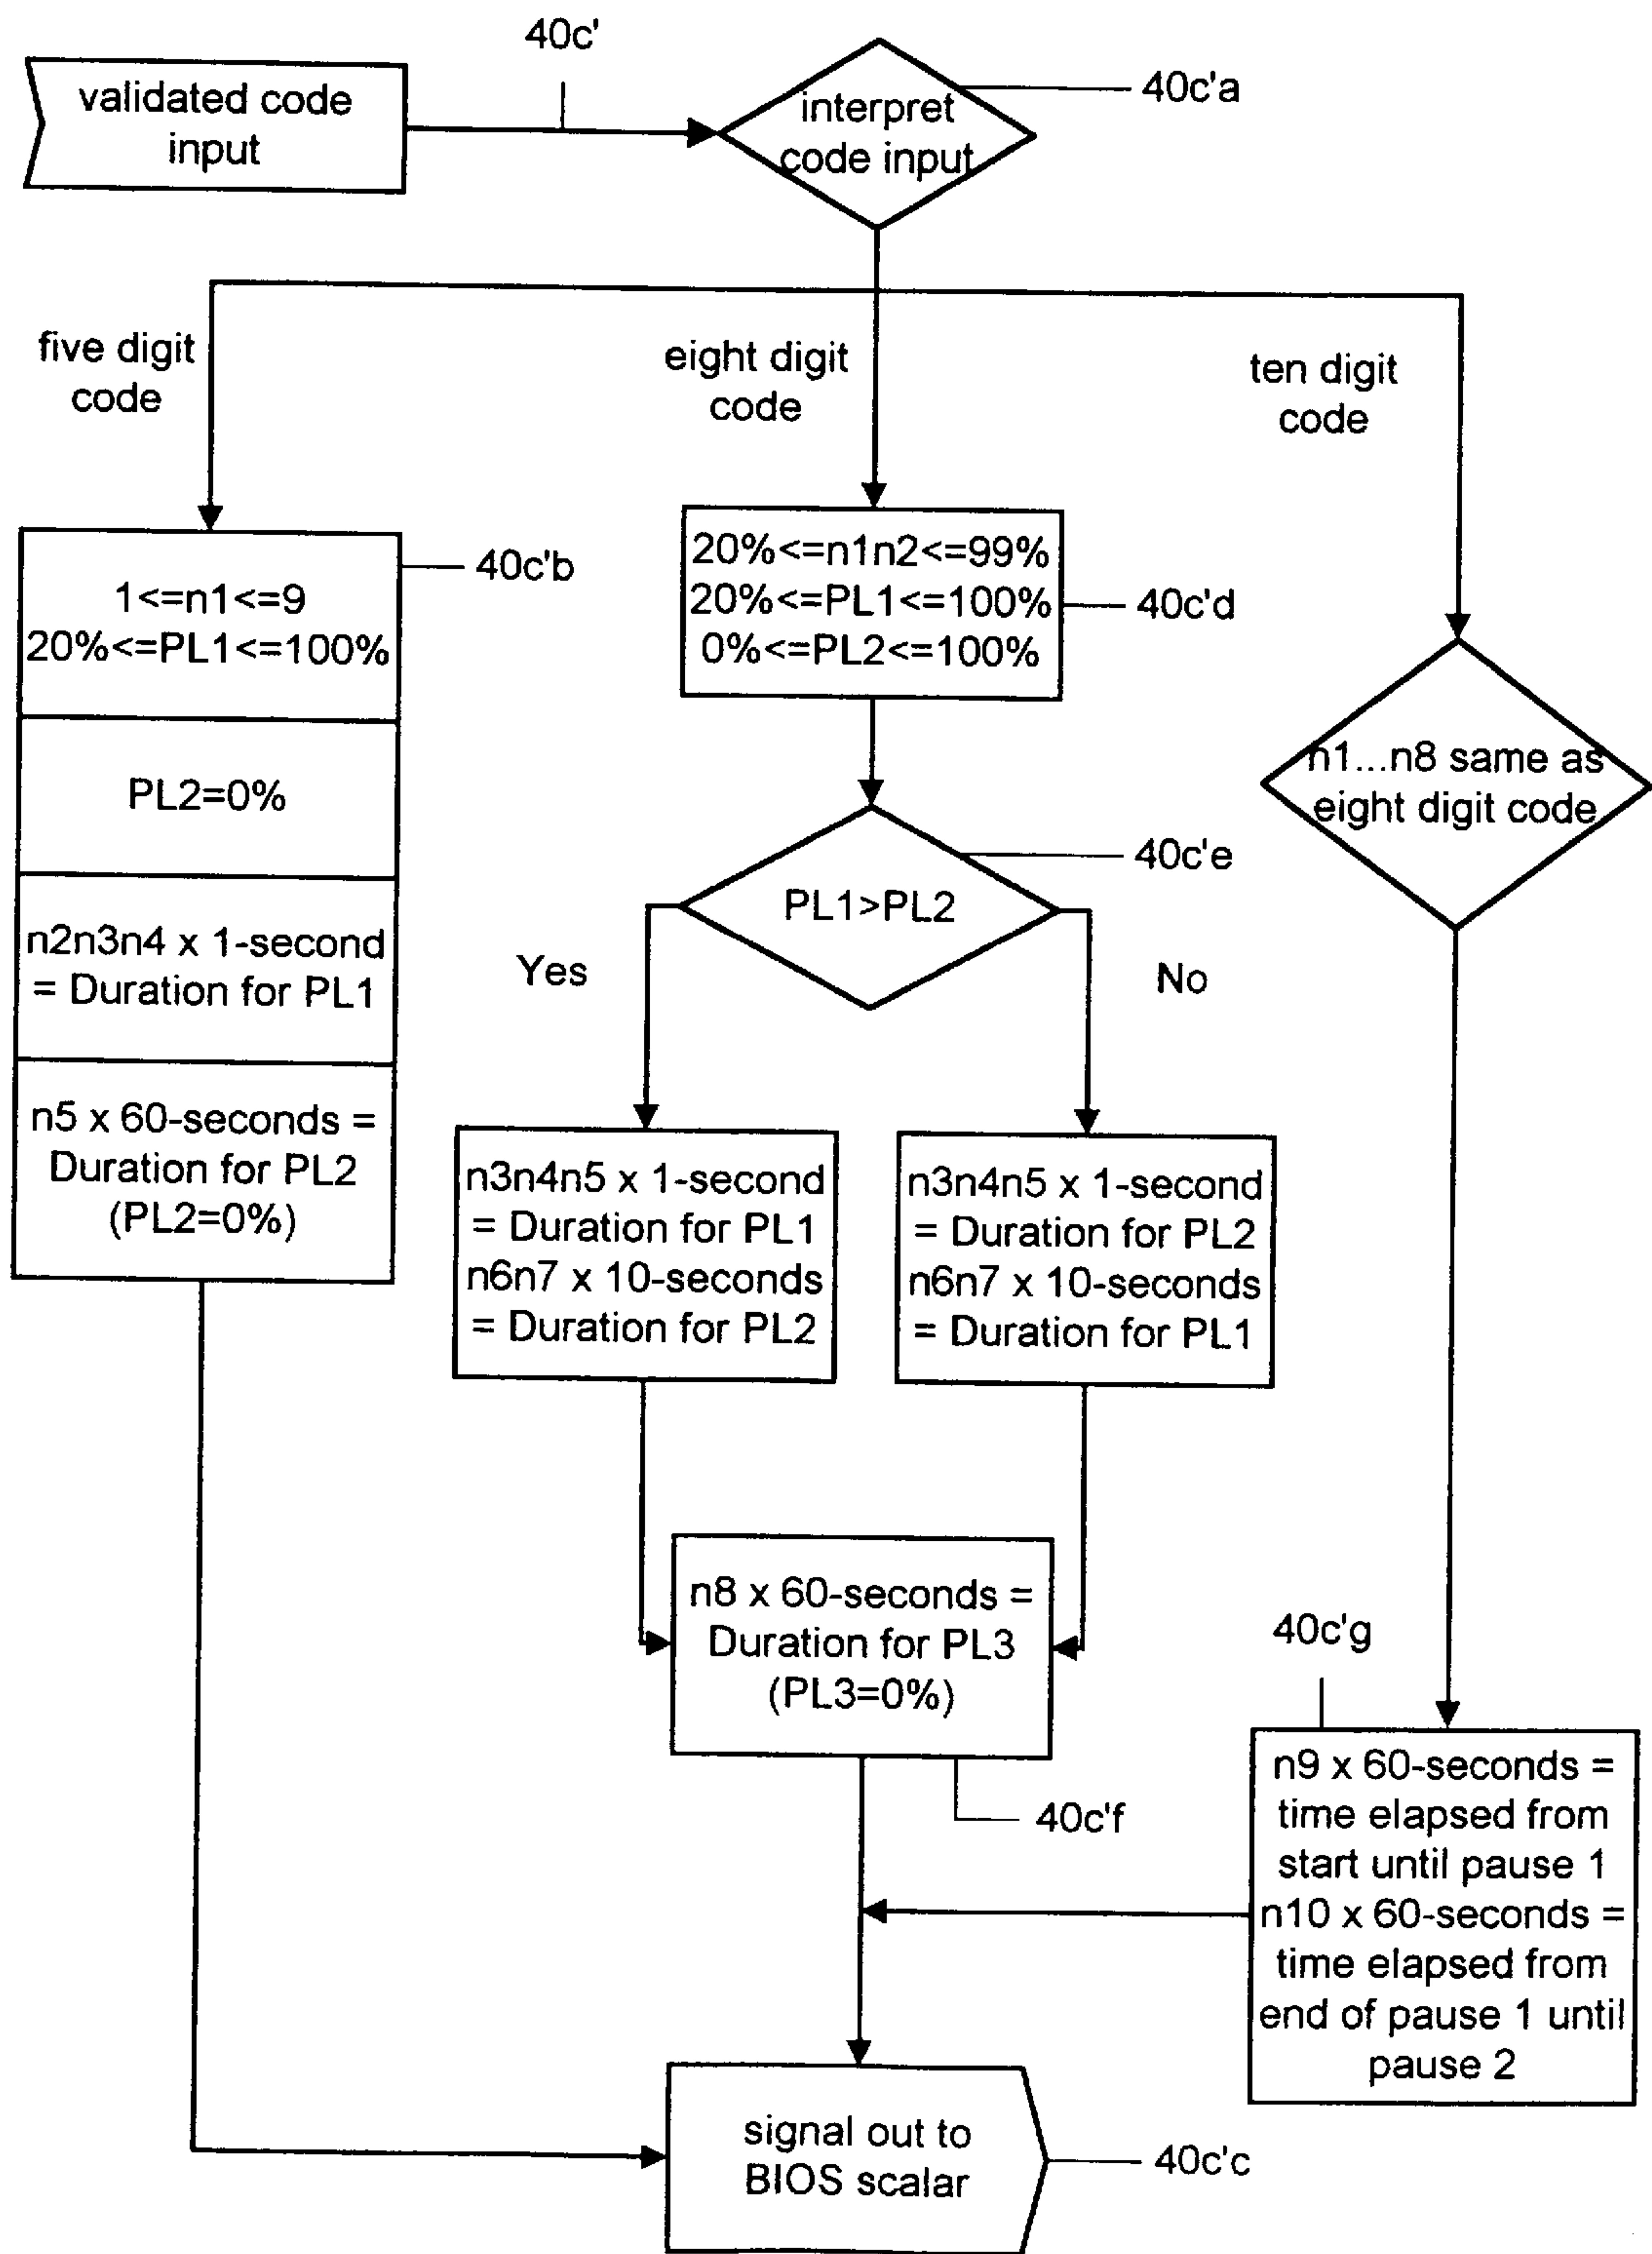 40c'
validated code
input
interpret
code input
40c'a
five digit
code
eight digit
code
ten digit
code
1<=n1<=9
20%<=PL1<=100%
40c'b
PL2=0%
n2n3n4 x 1-second
= Duration for PL1
n5 x 60-seconds =
Duration for PL2
(PL2=0%)
20%<=n1n2<=99%
20%<=PL1<=100%
0%<=PL2<=100%
40c'd
PL1>PL2
40c'e
Yes
No
n3n4n5 x 1-second
= Duration for PL1
n6n7 x 10-seconds
= Duration for PL2
n3n4n5 x 1-second
= Duration for PL2
n6n7 x 10-seconds
= Duration for PL1
n8 x 60-seconds =
Duration for PL3
(PL3=0%)
40c'f
n1...n8 same as
eight digit code
40c'g
n9 x 60-seconds =
time elapsed from
start until pause 1
n10 x 60-seconds =
time elapsed from
end of pause 1 until
pause 2
signal out to
BIOS scalar
40c'c